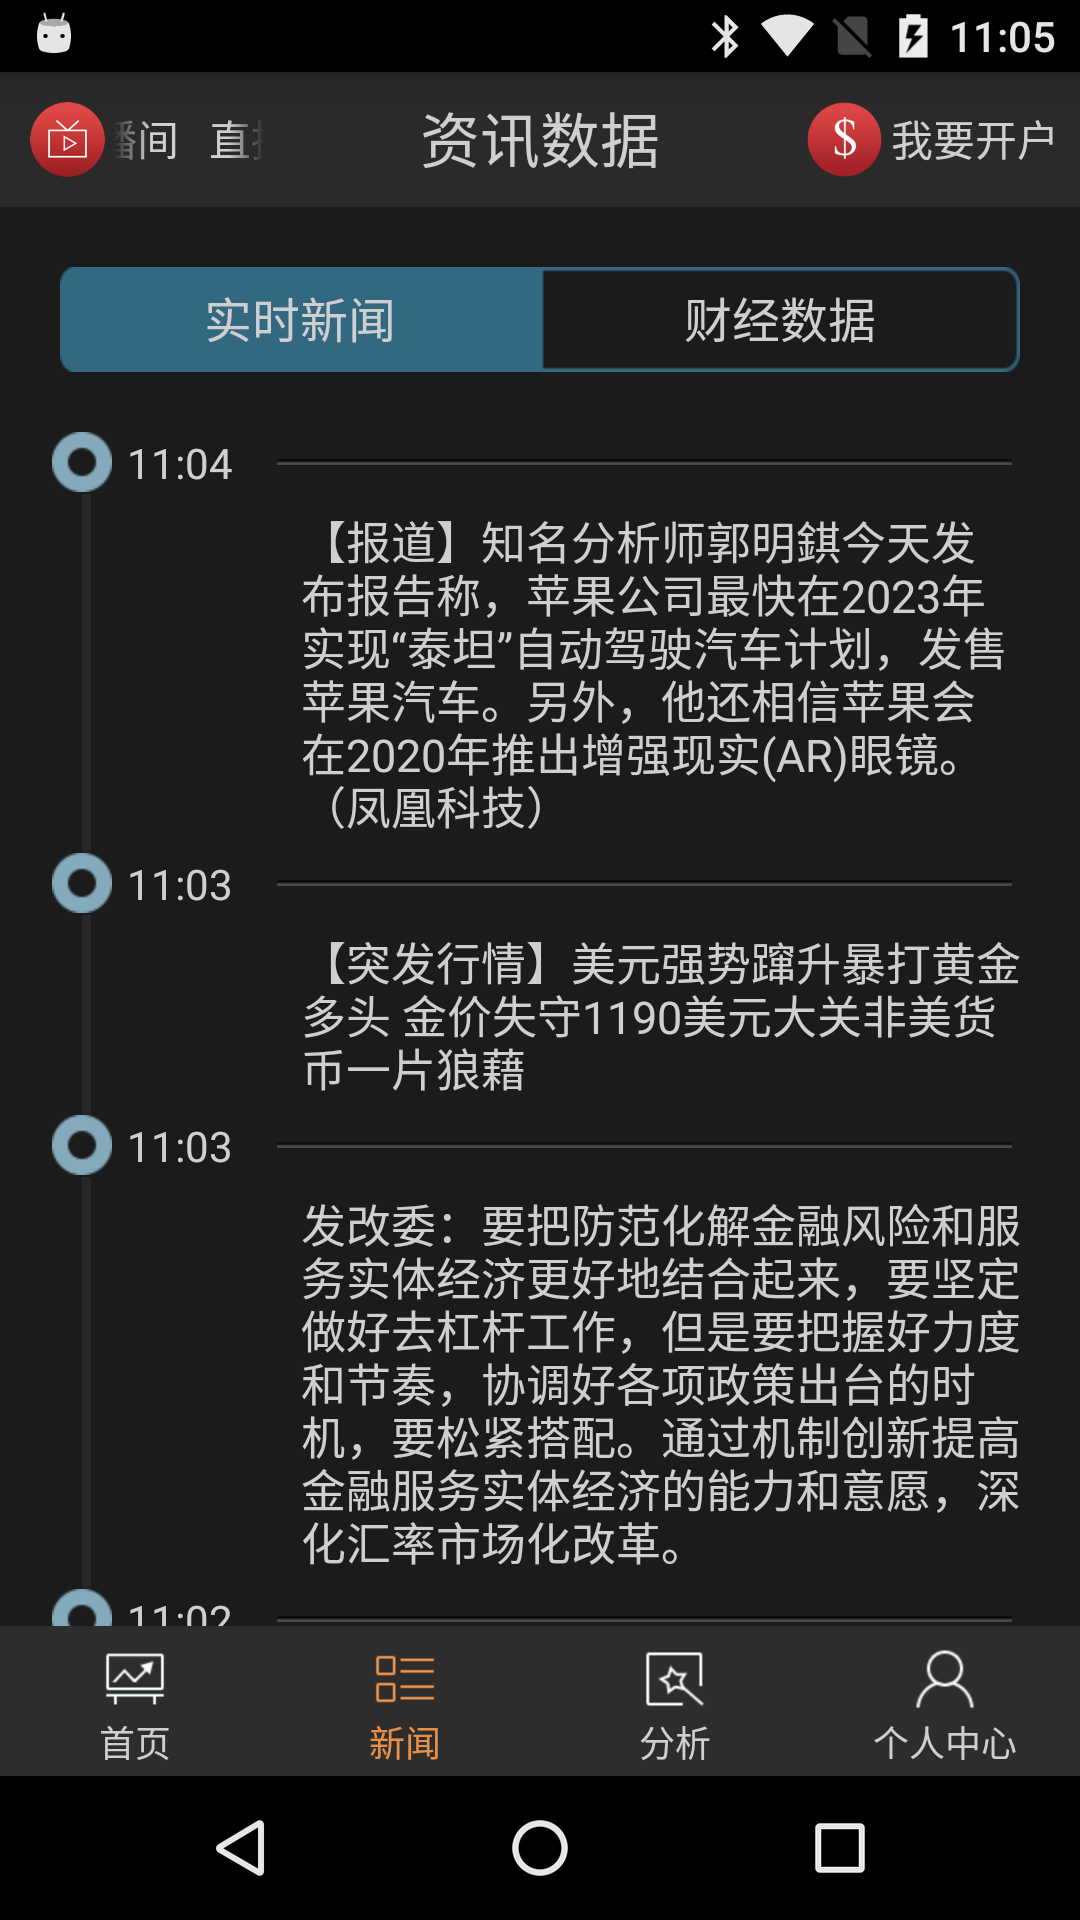 11:05
播间 直
资讯数据
$ 我要开户
实时新闻
财经数据
11:04
【报道】知名分析师郭明錤今天发
布报告称，苹果公司最快在2023年
实现“泰坦”自动驾驶汽车计划，发售
苹果汽车。另外，他还相信苹果会
在2020年推出增强现实(AR)眼镜。
（凤凰科技）
11:03
【突发行情】美元强势蹿升暴打黄金
多头 金价失守1190美元大关非美货
币一片狼藉
11:03
发改委：要把防范化解金融风险和服
务实体经济更好地结合起来，要坚定
做好去杠杆工作，但是要把握好力度
和节奏，协调好各项政策出台的时
机，要松紧搭配。通过机制创新提高
金融服务实体经济的能力和意愿，深
化汇率市场化改革。
11:02
首页
新闻
分析
个人中心